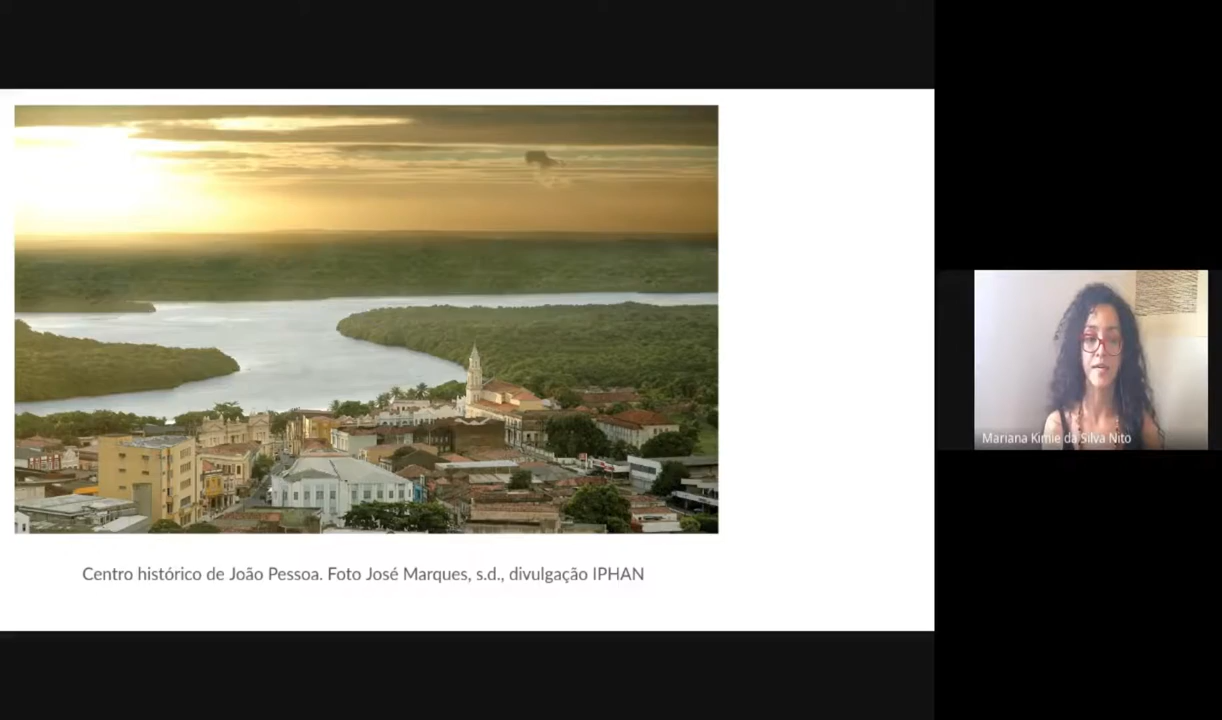 Centro histórico de João Pessoa. Foto José Marques, s.d., divulgação IPHAN
Mariana Kimie da Silva Nito